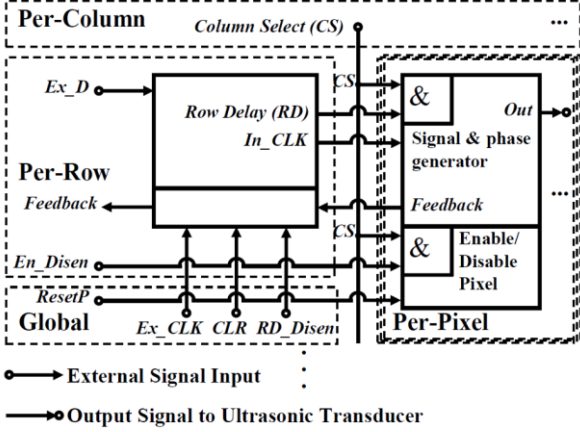 Per-Column
Column Select (CS)
...
Ex_D
CS
&
Out
Row Delay (RD)
In_CLK
Signal & phase
generator
Per-Row
Feedback
Feedback
...
CS
&
Enable/
Disable
Pixel
En_Disen
ResetP
Global
Ex_CLK
CLR
RD_Disen
Per-Pixel
External Signal Input
Output Signal to Ultrasonic Transducer